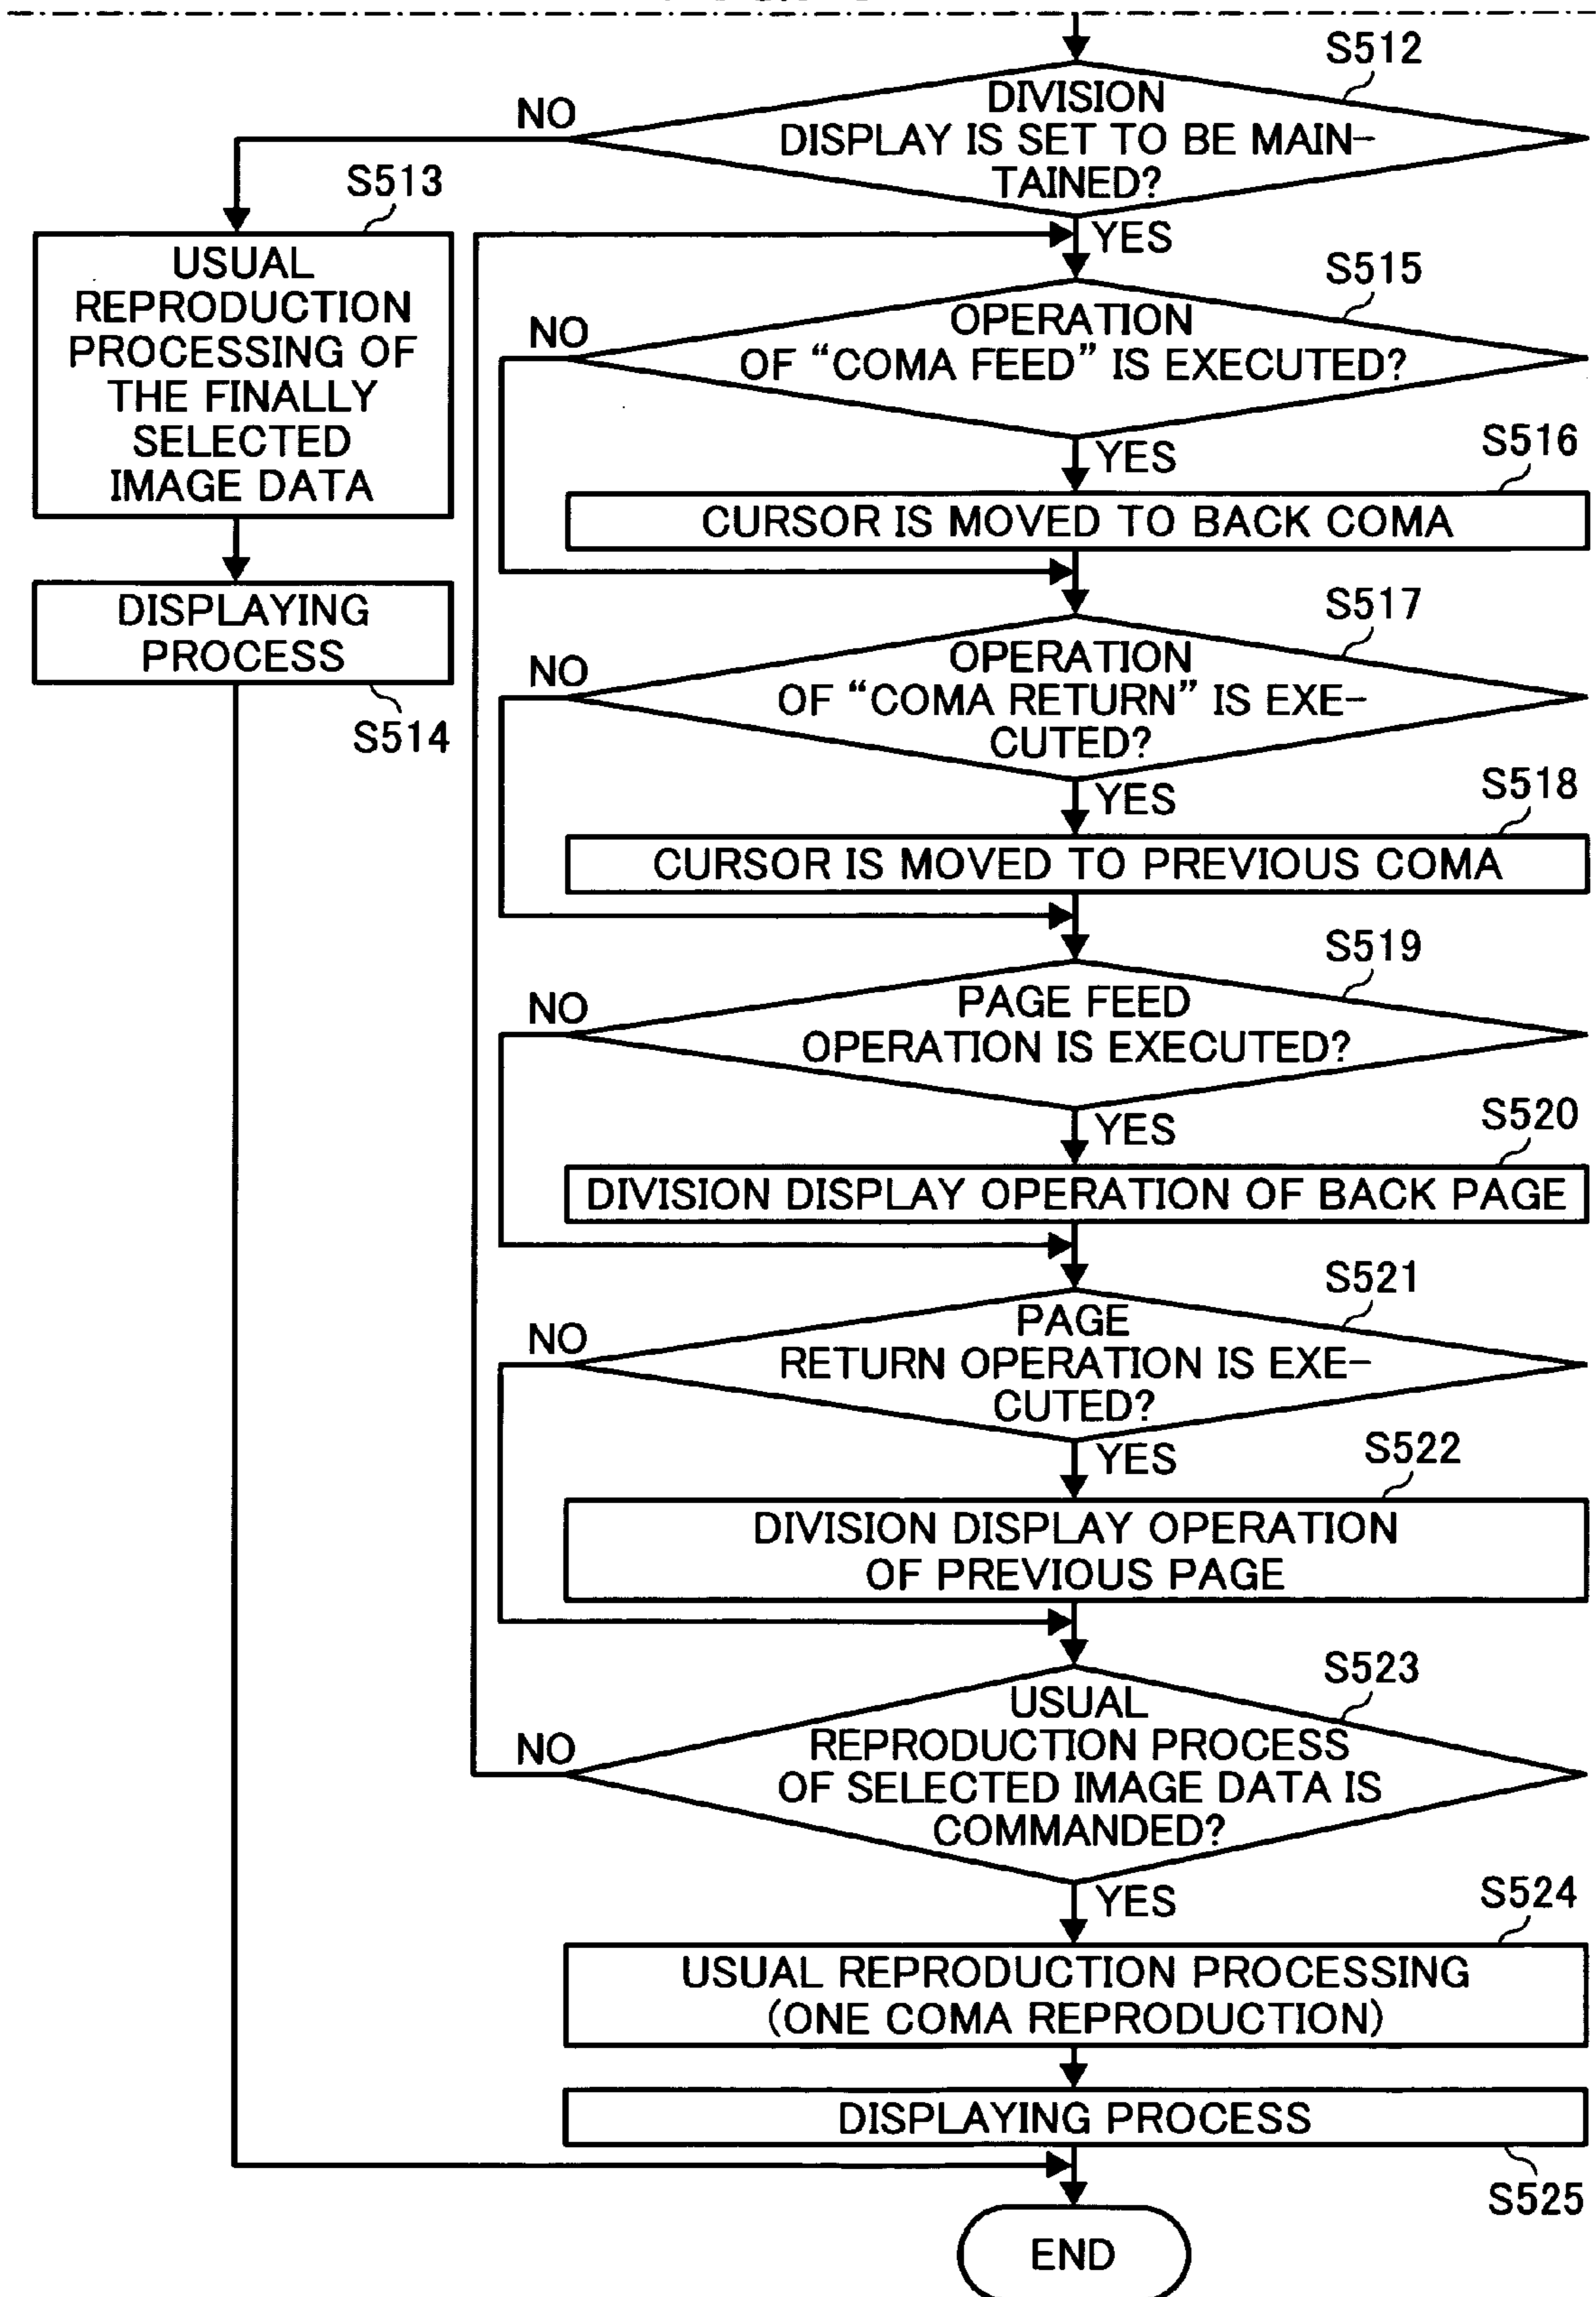 S512
DIVISION
DISPLAY IS SET TO BE MAIN-
TAINED?
NO
YES
S513
USUAL
REPRODUCTION
PROCESSING OF
THE FINALLY
SELECTED
IMAGE DATA
DISPLAYING
PROCESS
S514
S515
OPERATION
OF “COMA FEED” IS EXECUTED?
NO
YES
S516
CURSOR IS MOVED TO BACK COMA
S517
OPERATION
OF “COMA RETURN” IS EXE-
CUTED?
NO
YES
S518
CURSOR IS MOVED TO PREVIOUS COMA
S519
PAGE FEED
OPERATION IS EXECUTED?
NO
YES
S520
DIVISION DISPLAY OPERATION OF BACK PAGE
S521
PAGE
RETURN OPERATION IS EXE-
CUTED?
NO
YES
S522
DIVISION DISPLAY OPERATION
OF PREVIOUS PAGE
S523
USUAL
REPRODUCTION PROCESS
OF SELECTED IMAGE DATA IS
COMMANDED?
NO
YES
S524
USUAL REPRODUCTION PROCESSING
(ONE COMA REPRODUCTION)
DISPLAYING PROCESS
S525
END